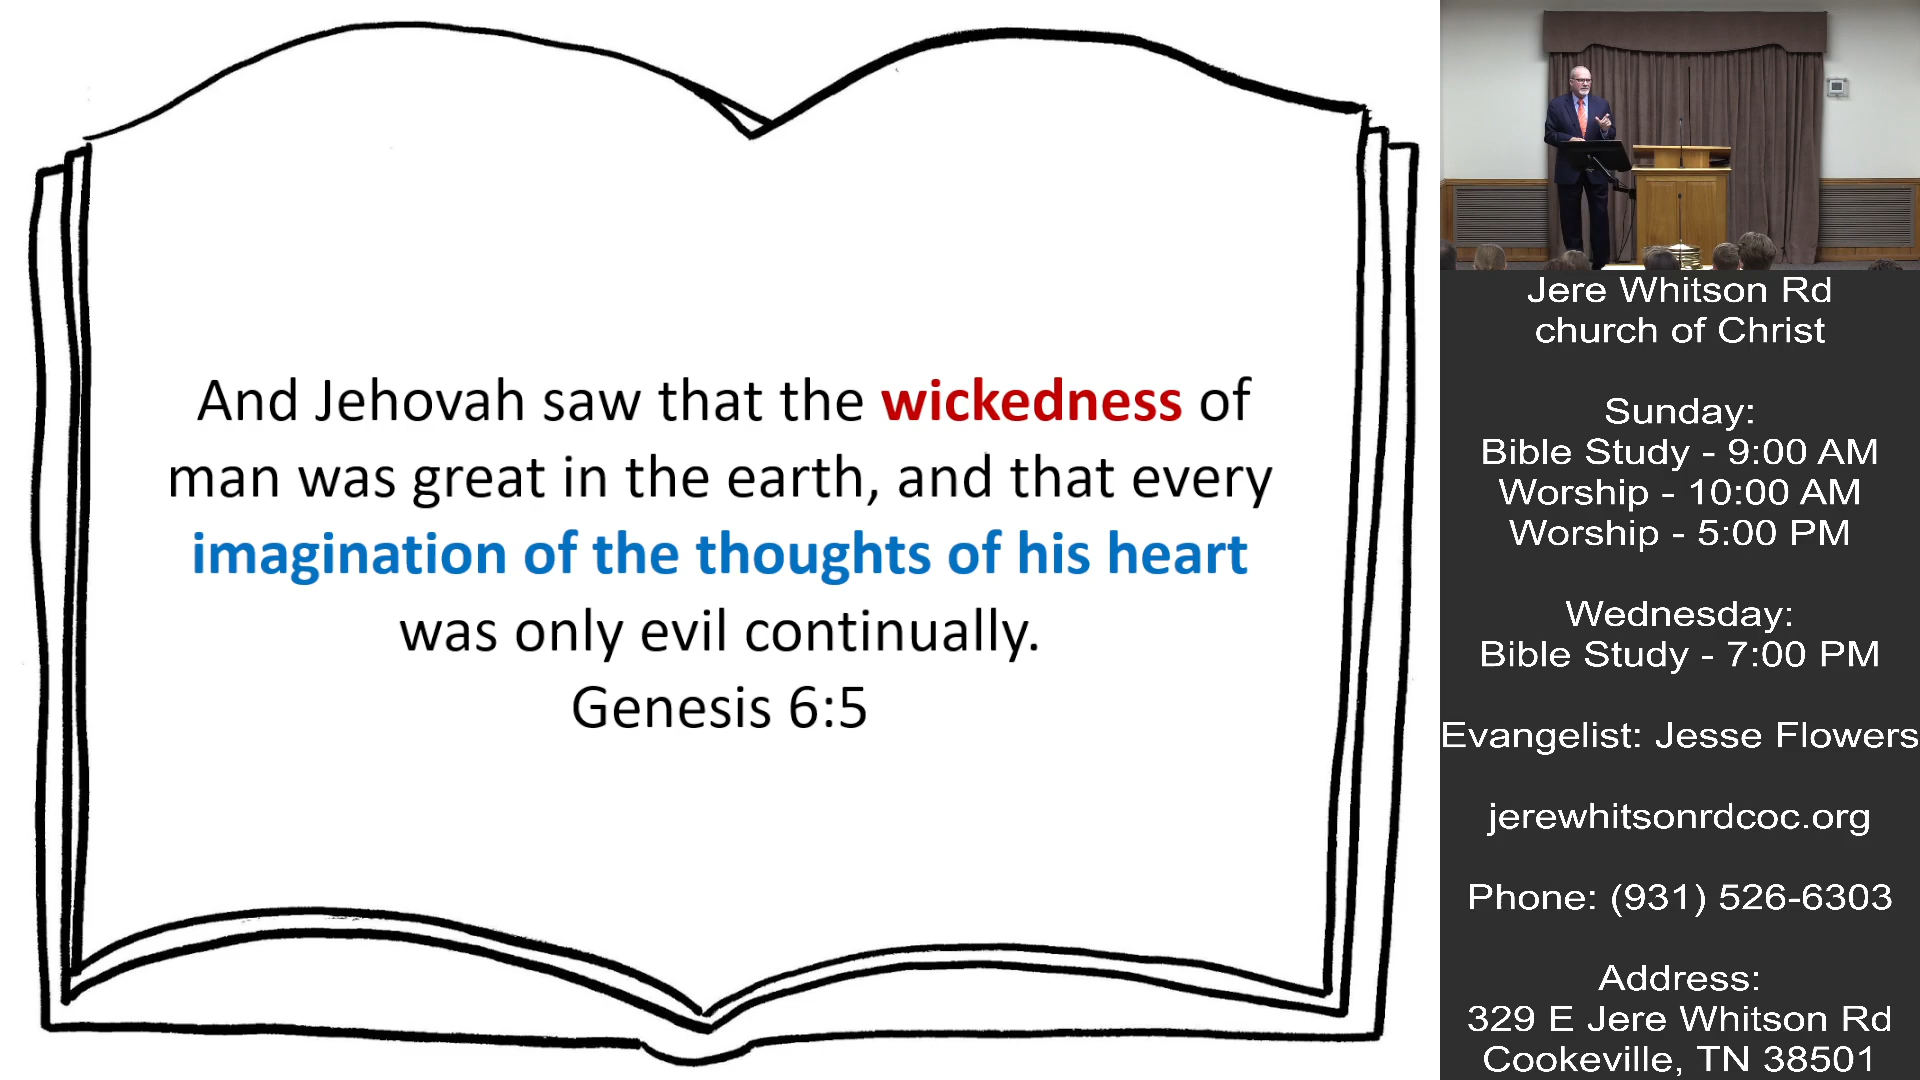 And Jehovah saw that the wickedness of
man was great in the earth, and that every
imagination of the thoughts of his heart
was only evil continually.
Genesis 6:5
Jere Whitson Rd
church of Christ
Sunday:
Bible Study - 9:00 AM
Worship - 10:00 AM
Worship - 5:00 PM
Wednesday:
Bible Study - 7:00 PM
Evangelist: Jesse Flowers
jerewhitsonrdcoc.org
Phone: (931) 526-6303
Address:
329 E Jere Whitson Rd
Cookeville, TN 38501